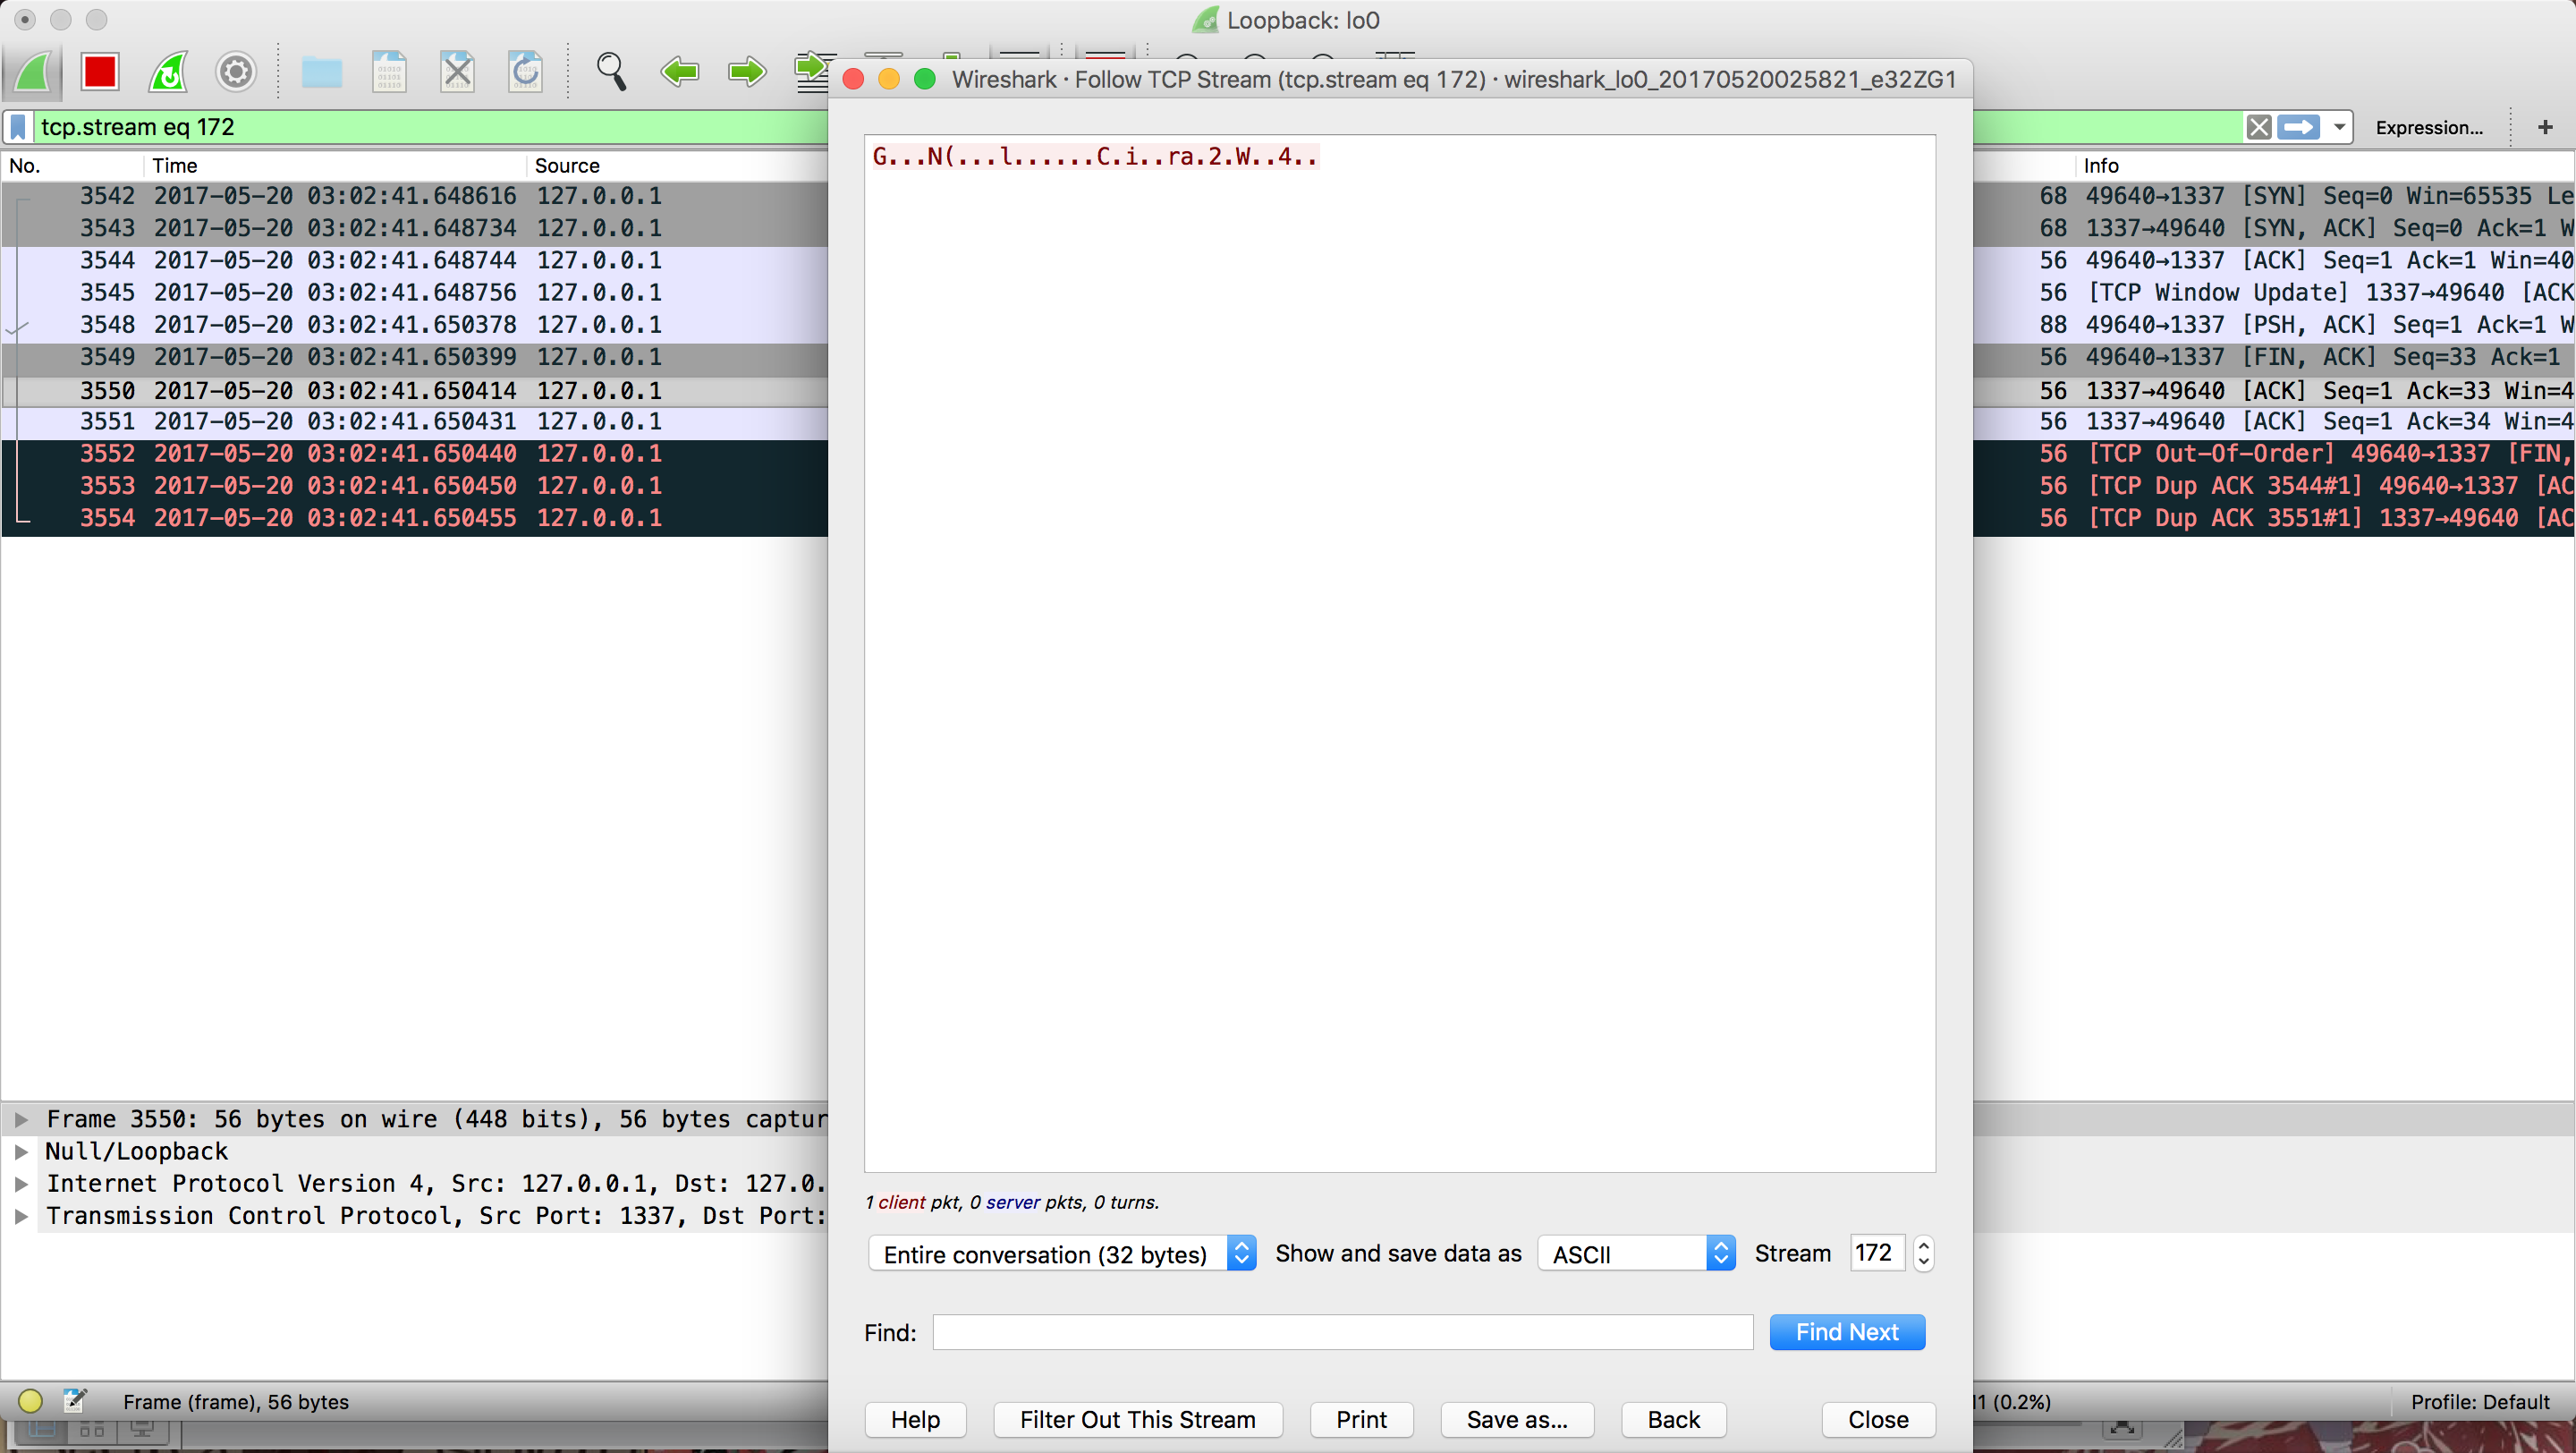 Loopback: lo0
Wireshark · Follow TCP Stream (tcp.stream eq 172) · wireshark_lo0_20170520025821_e32ZG1
tcp.stream eq 172
Expression...
+
No. Time Source Info
3542 2017-05-20 03:02:41.648616 127.0.0.1 68 49640→1337 [SYN] Seq=0 Win=65535 Le
3543 2017-05-20 03:02:41.648734 127.0.0.1 68 1337→49640 [SYN, ACK] Seq=0 Ack=1 W
3544 2017-05-20 03:02:41.648744 127.0.0.1 56 49640→1337 [ACK] Seq=1 Ack=1 Win=40
3545 2017-05-20 03:02:41.648756 127.0.0.1 56 [TCP Window Update] 1337→49640 [ACK
3548 2017-05-20 03:02:41.650378 127.0.0.1 88 49640→1337 [PSH, ACK] Seq=1 Ack=1 W
3549 2017-05-20 03:02:41.650399 127.0.0.1 56 49640→1337 [FIN, ACK] Seq=33 Ack=1
3550 2017-05-20 03:02:41.650414 127.0.0.1 56 1337→49640 [ACK] Seq=1 Ack=33 Win=4
3551 2017-05-20 03:02:41.650431 127.0.0.1 56 1337→49640 [ACK] Seq=1 Ack=34 Win=4
3552 2017-05-20 03:02:41.650440 127.0.0.1 56 [TCP Out-Of-Order] 49640→1337 [FIN,
3553 2017-05-20 03:02:41.650450 127.0.0.1 56 [TCP Dup ACK 3544#1] 49640→1337 [AC
3554 2017-05-20 03:02:41.650455 127.0.0.1 56 [TCP Dup ACK 3551#1] 1337→49640 [AC
G...N(...l......C.i..ra.2.W..4..
Frame 3550: 56 bytes on wire (448 bits), 56 bytes captur
Null/Loopback
Internet Protocol Version 4, Src: 127.0.0.1, Dst: 127.0.
Transmission Control Protocol, Src Port: 1337, Dst Port:
1 client pkt, 0 server pkts, 0 turns.
Entire conversation (32 bytes) Show and save data as ASCII Stream 172
Find: Find Next
Help Filter Out This Stream Print Save as... Back Close
Frame (frame), 56 bytes
(0.2%) Profile: Default